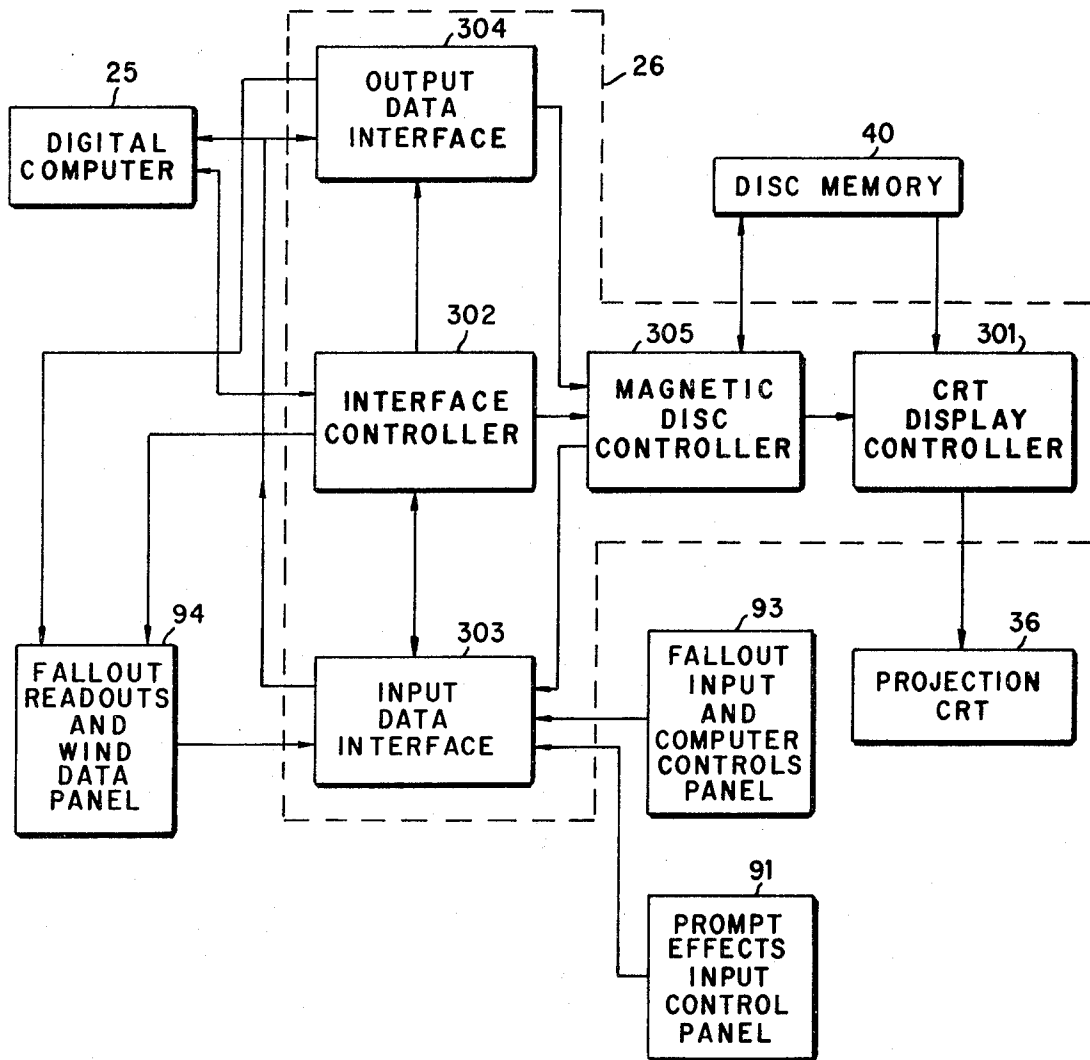 304
OUTPUT
DATA
INTERFACE
26
25
DIGITAL
COMPUTER
40
DISC MEMORY
302
INTERFACE
CONTROLLER
305
MAGNETIC
DISC
CONTROLLER
301
CRT
DISPLAY
CONTROLLER
94
FALLOUT
READOUTS
AND
WIND
DATA
PANEL
303
INPUT
DATA
INTERFACE
93
FALLOUT
INPUT
AND
COMPUTER
CONTROLS
PANEL
36
PROJECTION
CRT
91
PROMPT
EFFECTS
INPUT
CONTROL
PANEL